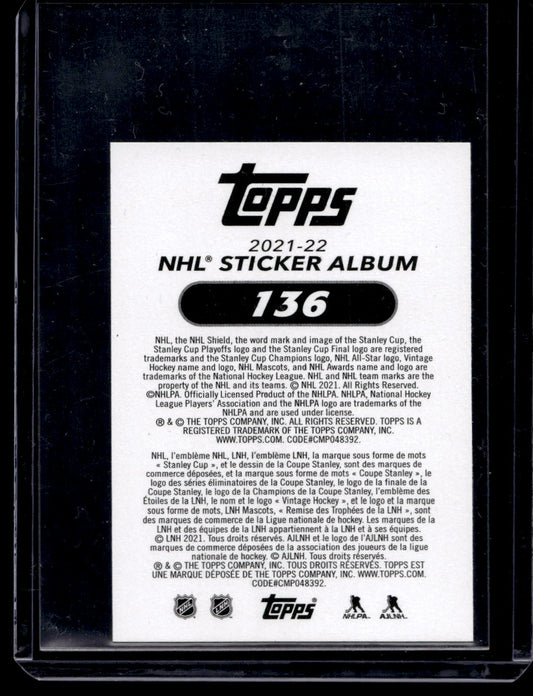 Topps
2021-22
NHL® STICKER ALBUM
136
NHL, the NHL Shield, the word mark and image of the Stanley Cup, the
Stanley Cup Playoffs logo and the Stanley Cup Final logo are registered
trademarks and the Stanley Cup Champions logo, NHL All-Star logo, Vintage
Hockey name and logo, NHL Mascots, and NHL Awards name and logo are
trademarks of the National Hockey League. NHL and NHL team marks are the
property of the NHL and its teams. © NHL 2021. All Rights Reserved.
©NHLPA. Officially Licensed Product of the NHLPA. NHLPA, National Hockey
League Players' Association and the NHLPA logo are trademarks of the
NHLPA and are used under license.
® & © THE TOPPS COMPANY, INC. ALL RIGHTS RESERVED. TOPPS IS A
REGISTERED TRADEMARK OF THE TOPPS COMPANY, INC.
WWW.TOPPS.COM. CODE#CMP048392.
NHL, l'emblème NHL, LNH, l'emblème LNH, la marque sous forme de mots
« Stanley Cup », et le dessin de la Coupe Stanley, sont des marques de
commerce déposées, et la marque sous forme de mots « Coupe Stanley », le
logo des séries éliminatoires de la Coupe Stanley, le logo de la finale de la
Coupe Stanley, le logo de la Champions de la Coupe Stanley, l'emblème des
Étoiles de la LNH, le nom et le logo « Vintage Hockey », et le logo et la marque
sous forme de mots, LNH Mascots, « Remise des Trophées de la LNH », sont
des marques de commerce de la Ligue nationale de hockey. Les marques de la
LNH et des équipes de la LNH appartiennent à la LNH et à ses équipes.
© LNH 2021. Tous droits réservés. AJLNH et le logo de l'AJLNH sont des
marques de commerce déposées de la association des joueurs de la ligue
nationale de hockey. © AJLNH. Tous droits réservés.
® & © THE TOPPS COMPANY, INC. TOUS DROITS RÉSERVÉS. TOPPS EST
UNE MARQUE DÉPOSÉE DE THE TOPPS COMPANY, INC. WWW.TOPPS.COM.
CODE#CMP048392.
NHL LNH Topps® NHLPA AJLNH